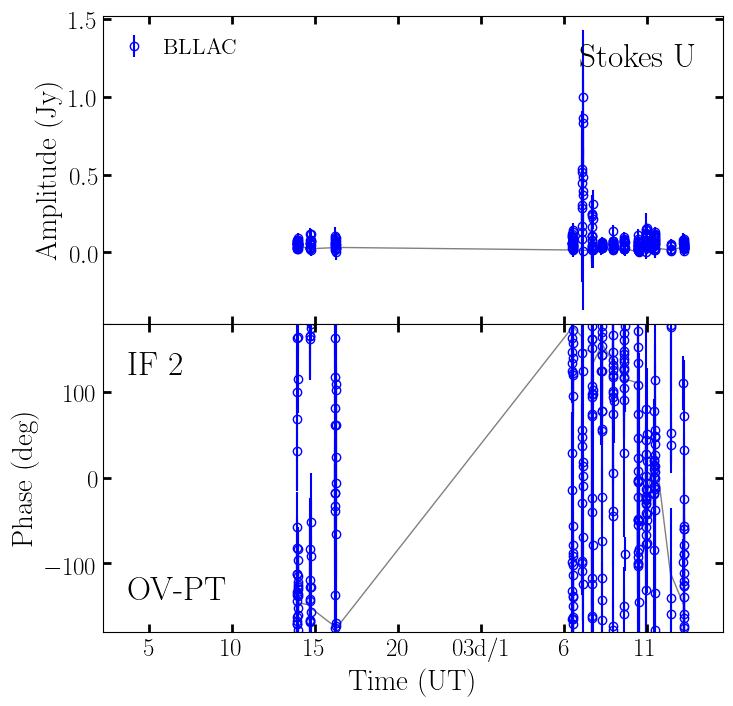 1.5
BLLAC
Stokes U
1.0
Amplitude (Jy)
0.5
0.0
IF 2
100
Phase (deg)
0
−100
OV-PT
5 10 15 20 03d/1 6 11
Time (UT)